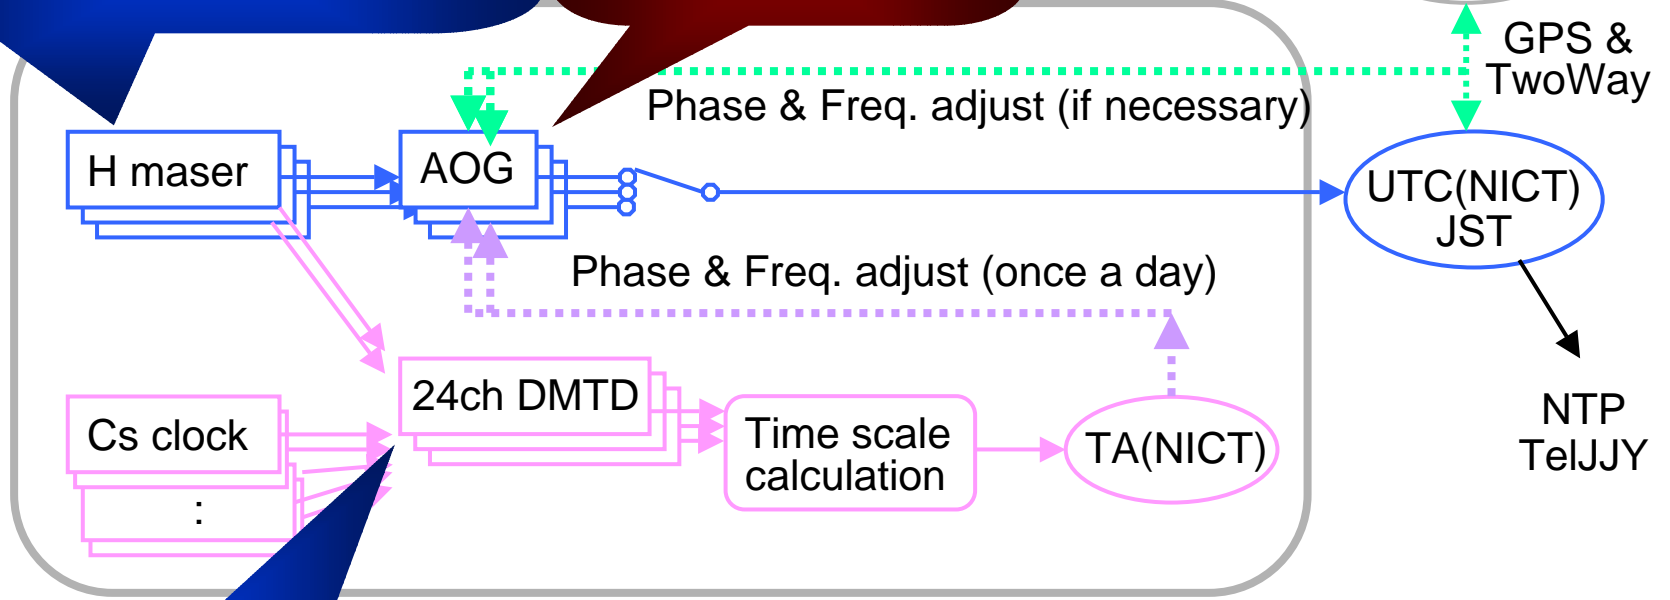 GPS &
TwoWay
Phase & Freq. adjust (if necessary)
H maser
AOG
UTC(NICT)
JST
Phase & Freq. adjust (once a day)
24ch DMTD
Cs clock
:
Time scale
calculation
TA(NICT)
NTP
TelJJY